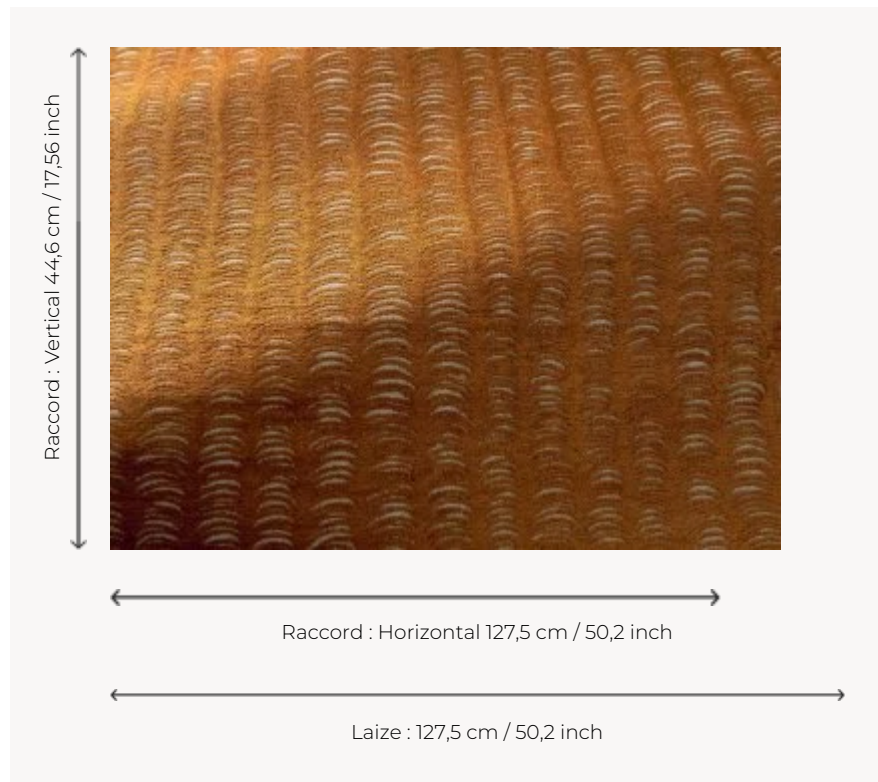 Raccord : Vertical 44,6 cm / 17,56 inch
Raccord : Horizontal 127,5 cm / 50,2 inch
Laize : 127,5 cm / 50,2 inch